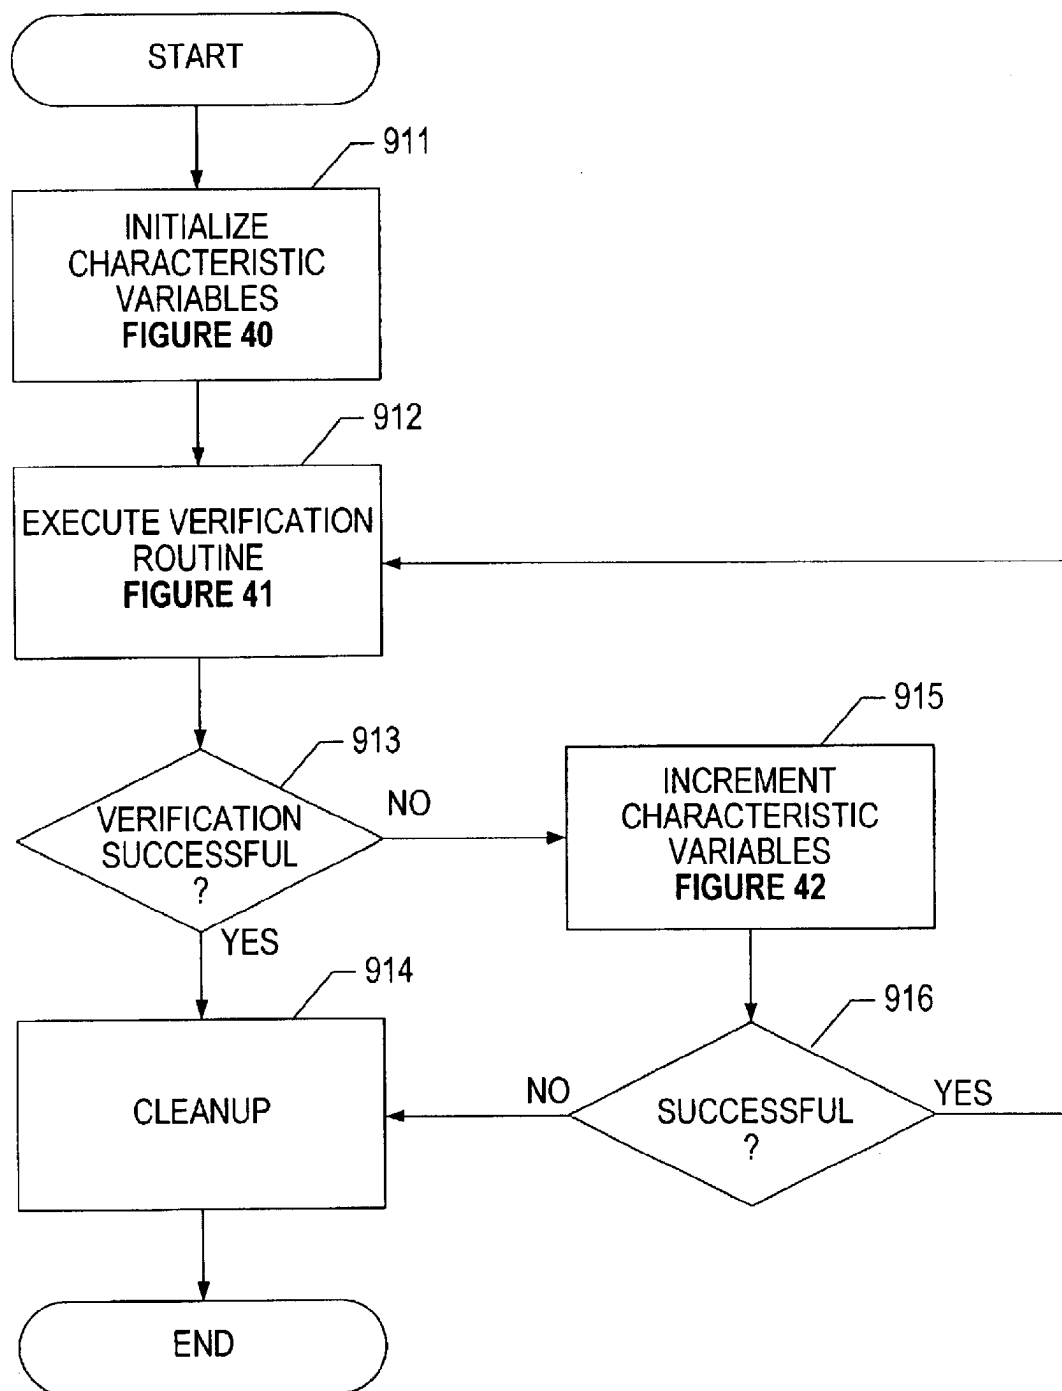 START
911
INITIALIZE
CHARACTERISTIC
VARIABLES
FIGURE 40
912
EXECUTE VERIFICATION
ROUTINE
FIGURE 41
913
VERIFICATION
SUCCESSFUL
?
NO
YES
915
INCREMENT
CHARACTERISTIC
VARIABLES
FIGURE 42
914
CLEANUP
916
SUCCESSFUL
?
NO
YES
END